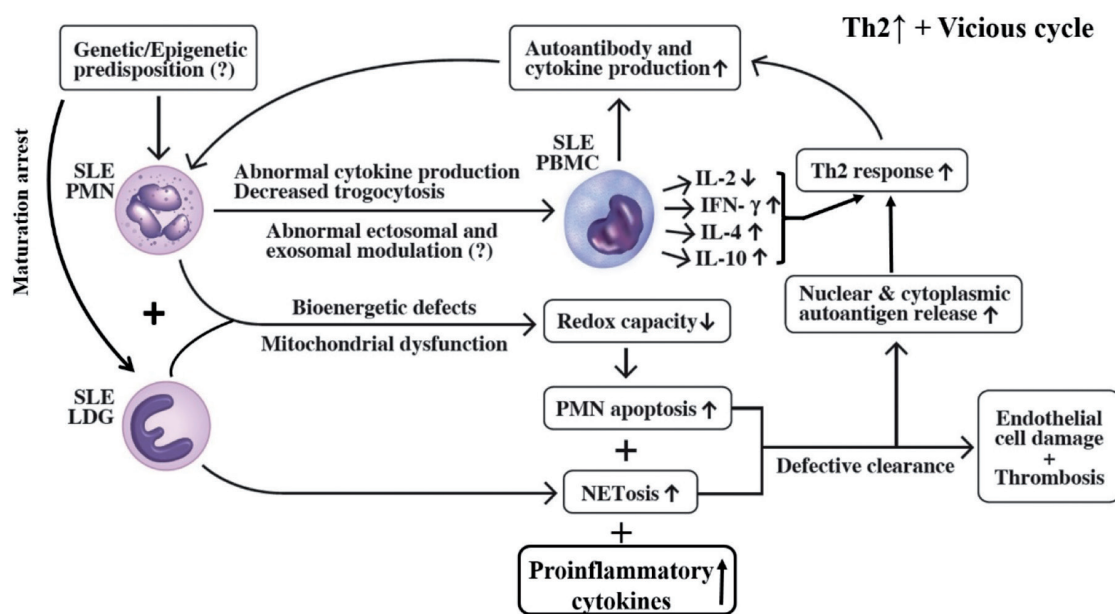 Th2↑ + Vicious cycle
Genetic/Epigenetic
predisposition (?)
Autoantibody and
cytokine production ↑
Maturation arrest
SLE
PMN
Abnormal cytokine production
Decreased trogocytosis
Abnormal ectosomal and
exosomal modulation (?)
SLE
PBMC
IL-2 ↓
IFN- γ ↑
IL-4 ↑
IL-10 ↑
Th2 response ↑
+
Bioenergetic defects
Mitochondrial dysfunction
Redox capacity ↓
Nuclear & cytoplasmic
autoantigen release ↑
SLE
LDG
PMN apoptosis ↑
+
NETosis ↑
+
Proinflammatory
cytokines ↑
Defective clearance
Endothelial
cell damage
+
Thrombosis